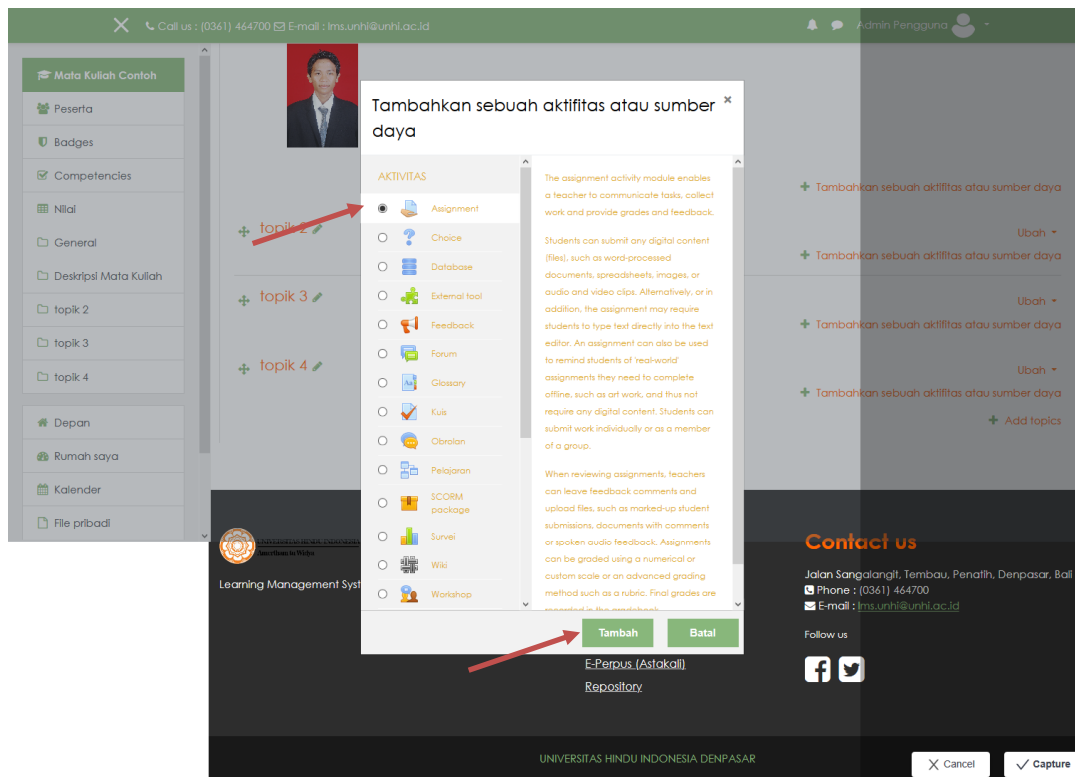 Call us : (0361) 464700 E-mail : lms.unhi@unhi.ac.id
Admin Pengguna
Mata Kuliah Contoh
Peserta
Badges
Competencies
Nilai
General
Deskripsi Mata Kuliah
topik 2
topik 3
topik 4
Depan
Rumah saya
Kalender
File pribadi
Tambahkan sebuah aktifitas atau sumber
daya
×
AKTIVITAS
Assignment
Choice
Database
External tool
Feedback
Forum
Glossary
Kuis
Obrolan
Pelajaran
SCORM
package
Survei
Wiki
Workshop
The assignment activity module enables
a teacher to communicate tasks, collect
work and provide grades and feedback.
Students can submit any digital content
(files), such as word-processed
documents, spreadsheets, images, or
audio and video clips. Alternatively, or in
addition, the assignment may require
students to type text directly into the text
editor. An assignment can also be used
to remind students of 'real-world'
assignments they need to complete
offline, such as art work, and thus not
require any digital content. Students can
submit work individually or as a member
of a group.
When reviewing assignments, teachers
can leave feedback comments and
upload files, such as marked-up student
submissions, documents with comments
or spoken audio feedback. Assignments
can be graded using a numerical or
custom scale or an advanced grading
method such as a rubric. Final grades are
recorded in the gradebook.
Tambah
Batal
Tambahkan sebuah aktifitas atau sumber daya
topik 2
Ubah
Tambahkan sebuah aktifitas atau sumber daya
topik 3
Ubah
Tambahkan sebuah aktifitas atau sumber daya
topik 4
Ubah
Tambahkan sebuah aktifitas atau sumber daya
Add topics
UNIVERSITAS HINDU INDONESIA
Learning Management Syst
E-Perpus (Astakali)
Repository
Contact us
Jalan Sangalangit, Tembau, Penatih, Denpasar, Bali
Phone : (0361) 464700
E-mail : lms.unhi@unhi.ac.id
Follow us
UNIVERSITAS HINDU INDONESIA DENPASAR
Cancel
Capture